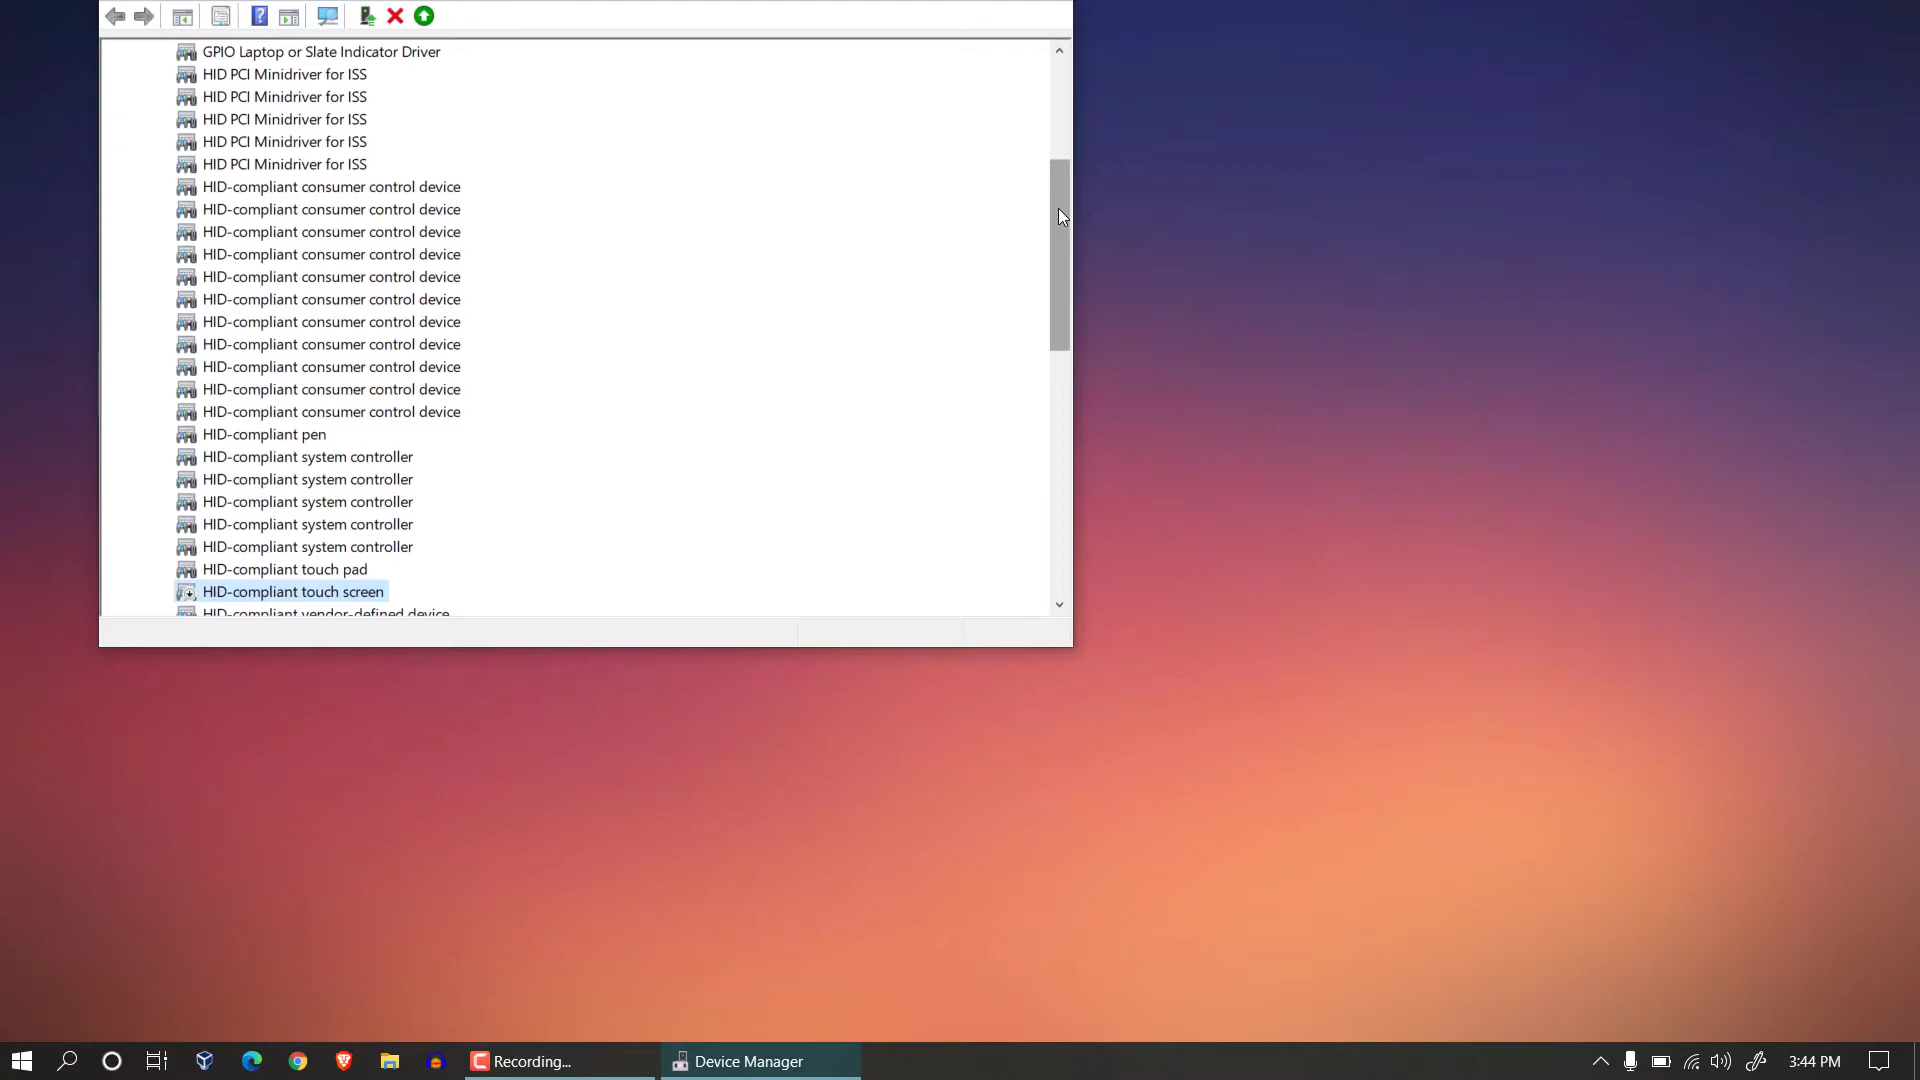 GPIO Laptop or Slate Indicator Driver
HID PCI Minidriver for ISS
HID PCI Minidriver for ISS
HID PCI Minidriver for ISS
HID PCI Minidriver for ISS
HID PCI Minidriver for ISS
HID-compliant consumer control device
HID-compliant consumer control device
HID-compliant consumer control device
HID-compliant consumer control device
HID-compliant consumer control device
HID-compliant consumer control device
HID-compliant consumer control device
HID-compliant consumer control device
HID-compliant consumer control device
HID-compliant consumer control device
HID-compliant consumer control device
HID-compliant pen
HID-compliant system controller
HID-compliant system controller
HID-compliant system controller
HID-compliant system controller
HID-compliant system controller
HID-compliant touch pad
HID-compliant touch screen
HID-compliant vendor-defined device
Recording...
Device Manager
3:44 PM